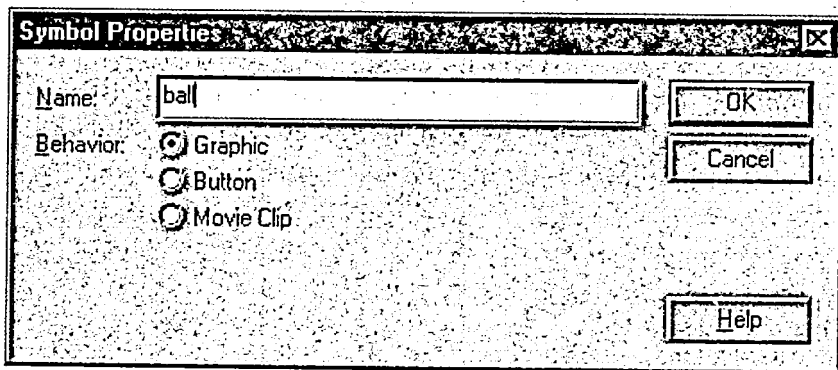 Symbol Properties
Name: ball OK
Behavior: Graphic Cancel
Button
Movie Clip
Help